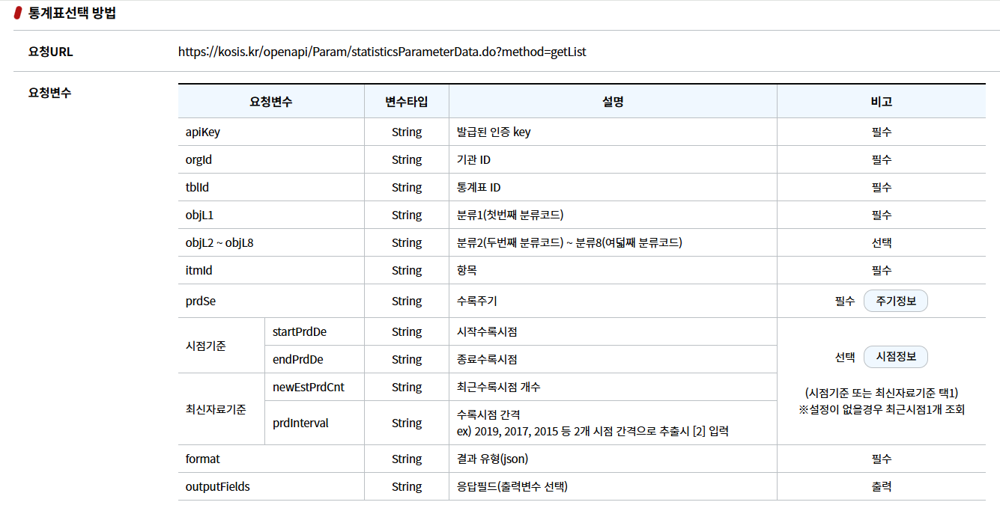 통계표선택 방법
요청URL
https://kosis.kr/openapi/Param/statisticsParameterData.do?method=getList
요청변수
요청변수 변수타입 설명 비고
apiKey String 발급된 인증 key 필수
orgId String 기관 ID 필수
tblId String 통계표 ID 필수
objL1 String 분류1(첫번째 분류코드) 필수
objL2 ~ objL8 String 분류2(두번째 분류코드) ~ 분류8(여덟째 분류코드) 선택
itmId String 항목 필수
prdSe String 수록주기 필수 주기정보
시점기준
startPrdDe String 시작수록시점
endPrdDe String 종료수록시점
최신자료기준
newEstPrdCnt String 최근수록시점 개수
prdInterval String 수록시점 간격
ex) 2019, 2017, 2015 등 2개 시점 간격으로 추출시 [2] 입력
선택 시점정보
(시점기준 또는 최신자료기준 택1)
※설정이 없을경우 최근시점1개 조회
format String 결과 유형(json) 필수
outputFields String 응답필드(출력변수 선택) 출력